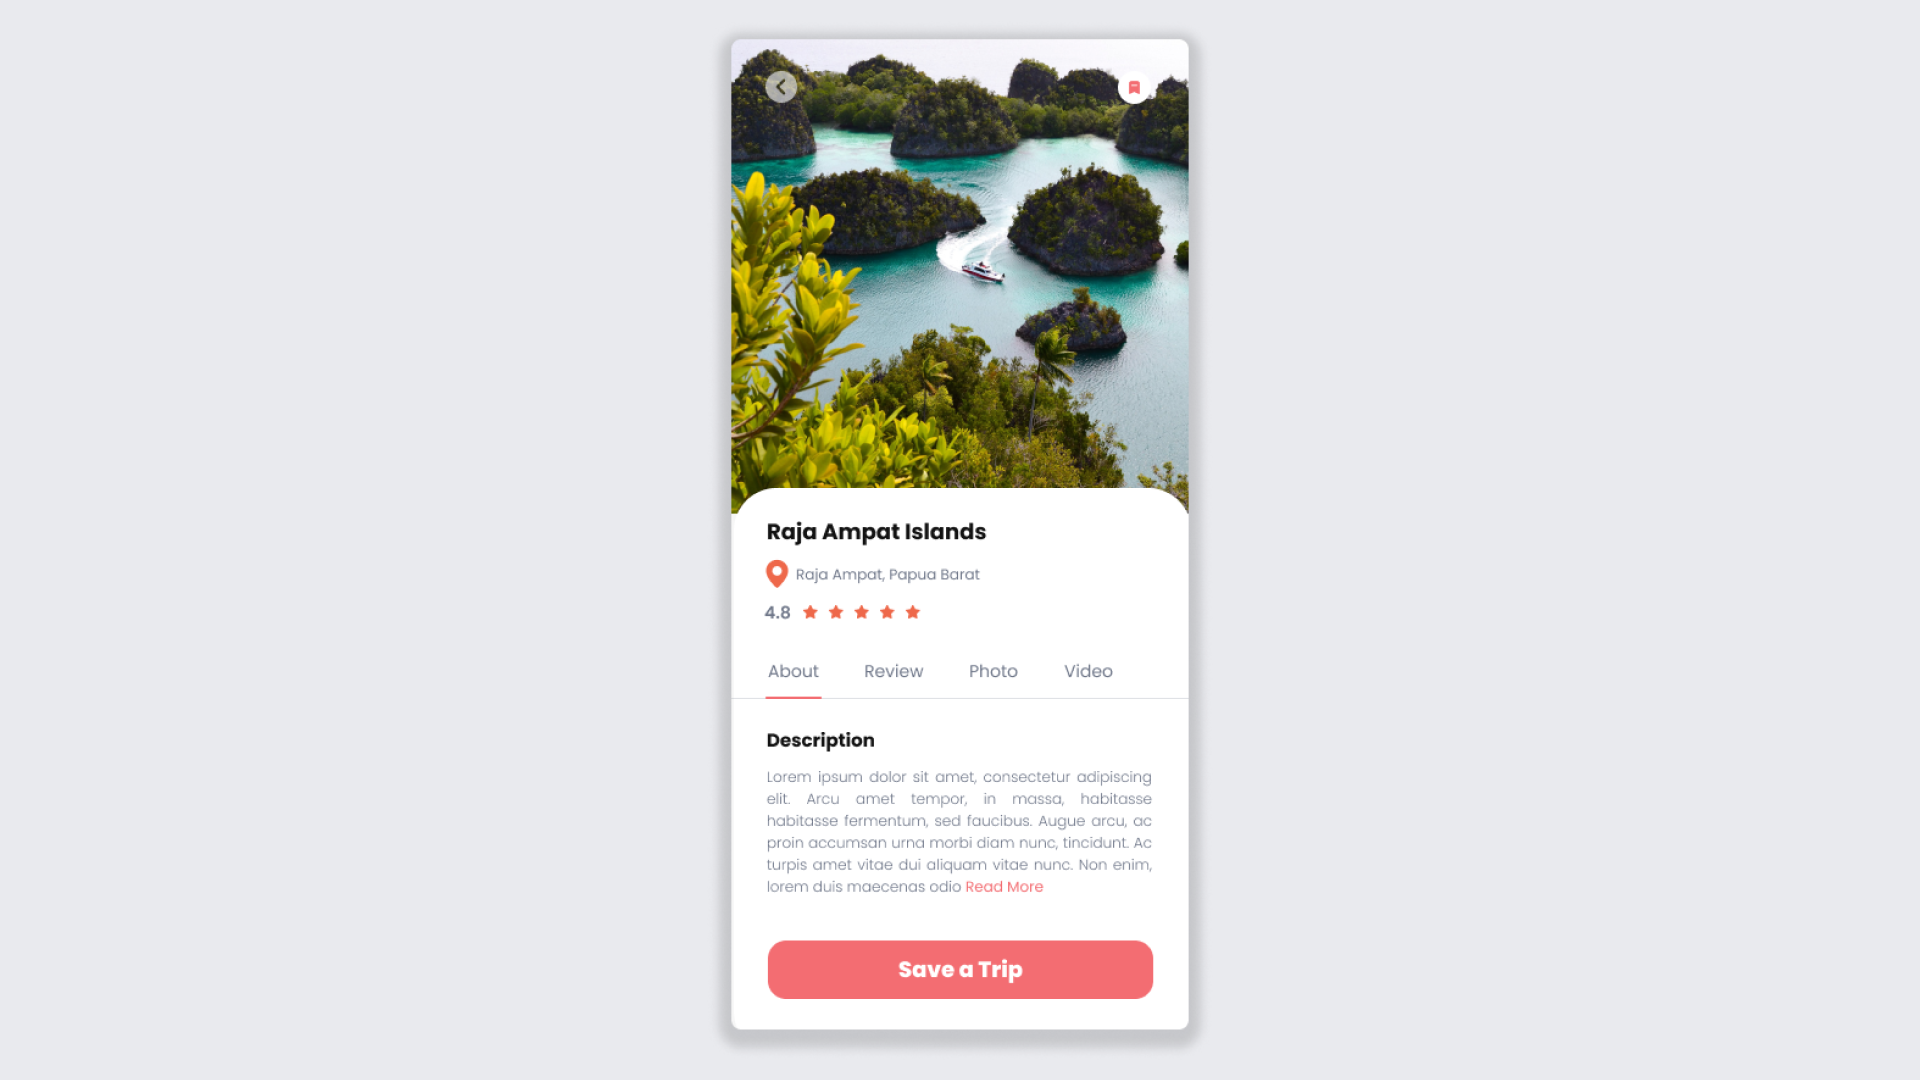 Raja Ampat Islands
Raja Ampat, Papua Barat
4.8
About Review Photo Video
Description
Lorem ipsum dolor sit amet, consectetur adipiscing
elit. Arcu amet tempor, in massa, habitasse
habitasse fermentum, sed faucibus. Augue arcu, ac
proin accumsan urna morbi diam nunc, tincidunt. Ac
turpis amet vitae dui aliquam vitae nunc. Non enim,
lorem duis maecenas odio Read More
Save a Trip